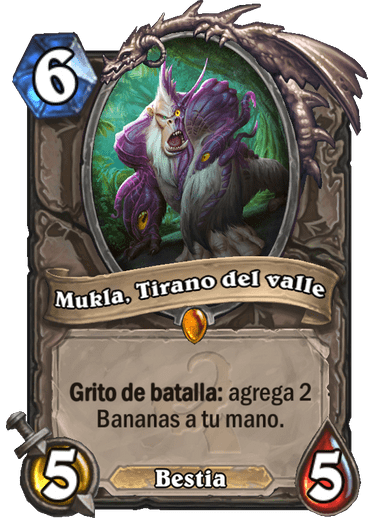 6
Mukla, Tirano del valle
Grito de batalla: agrega 2
Bananas a tu mano.
5
Bestia
5